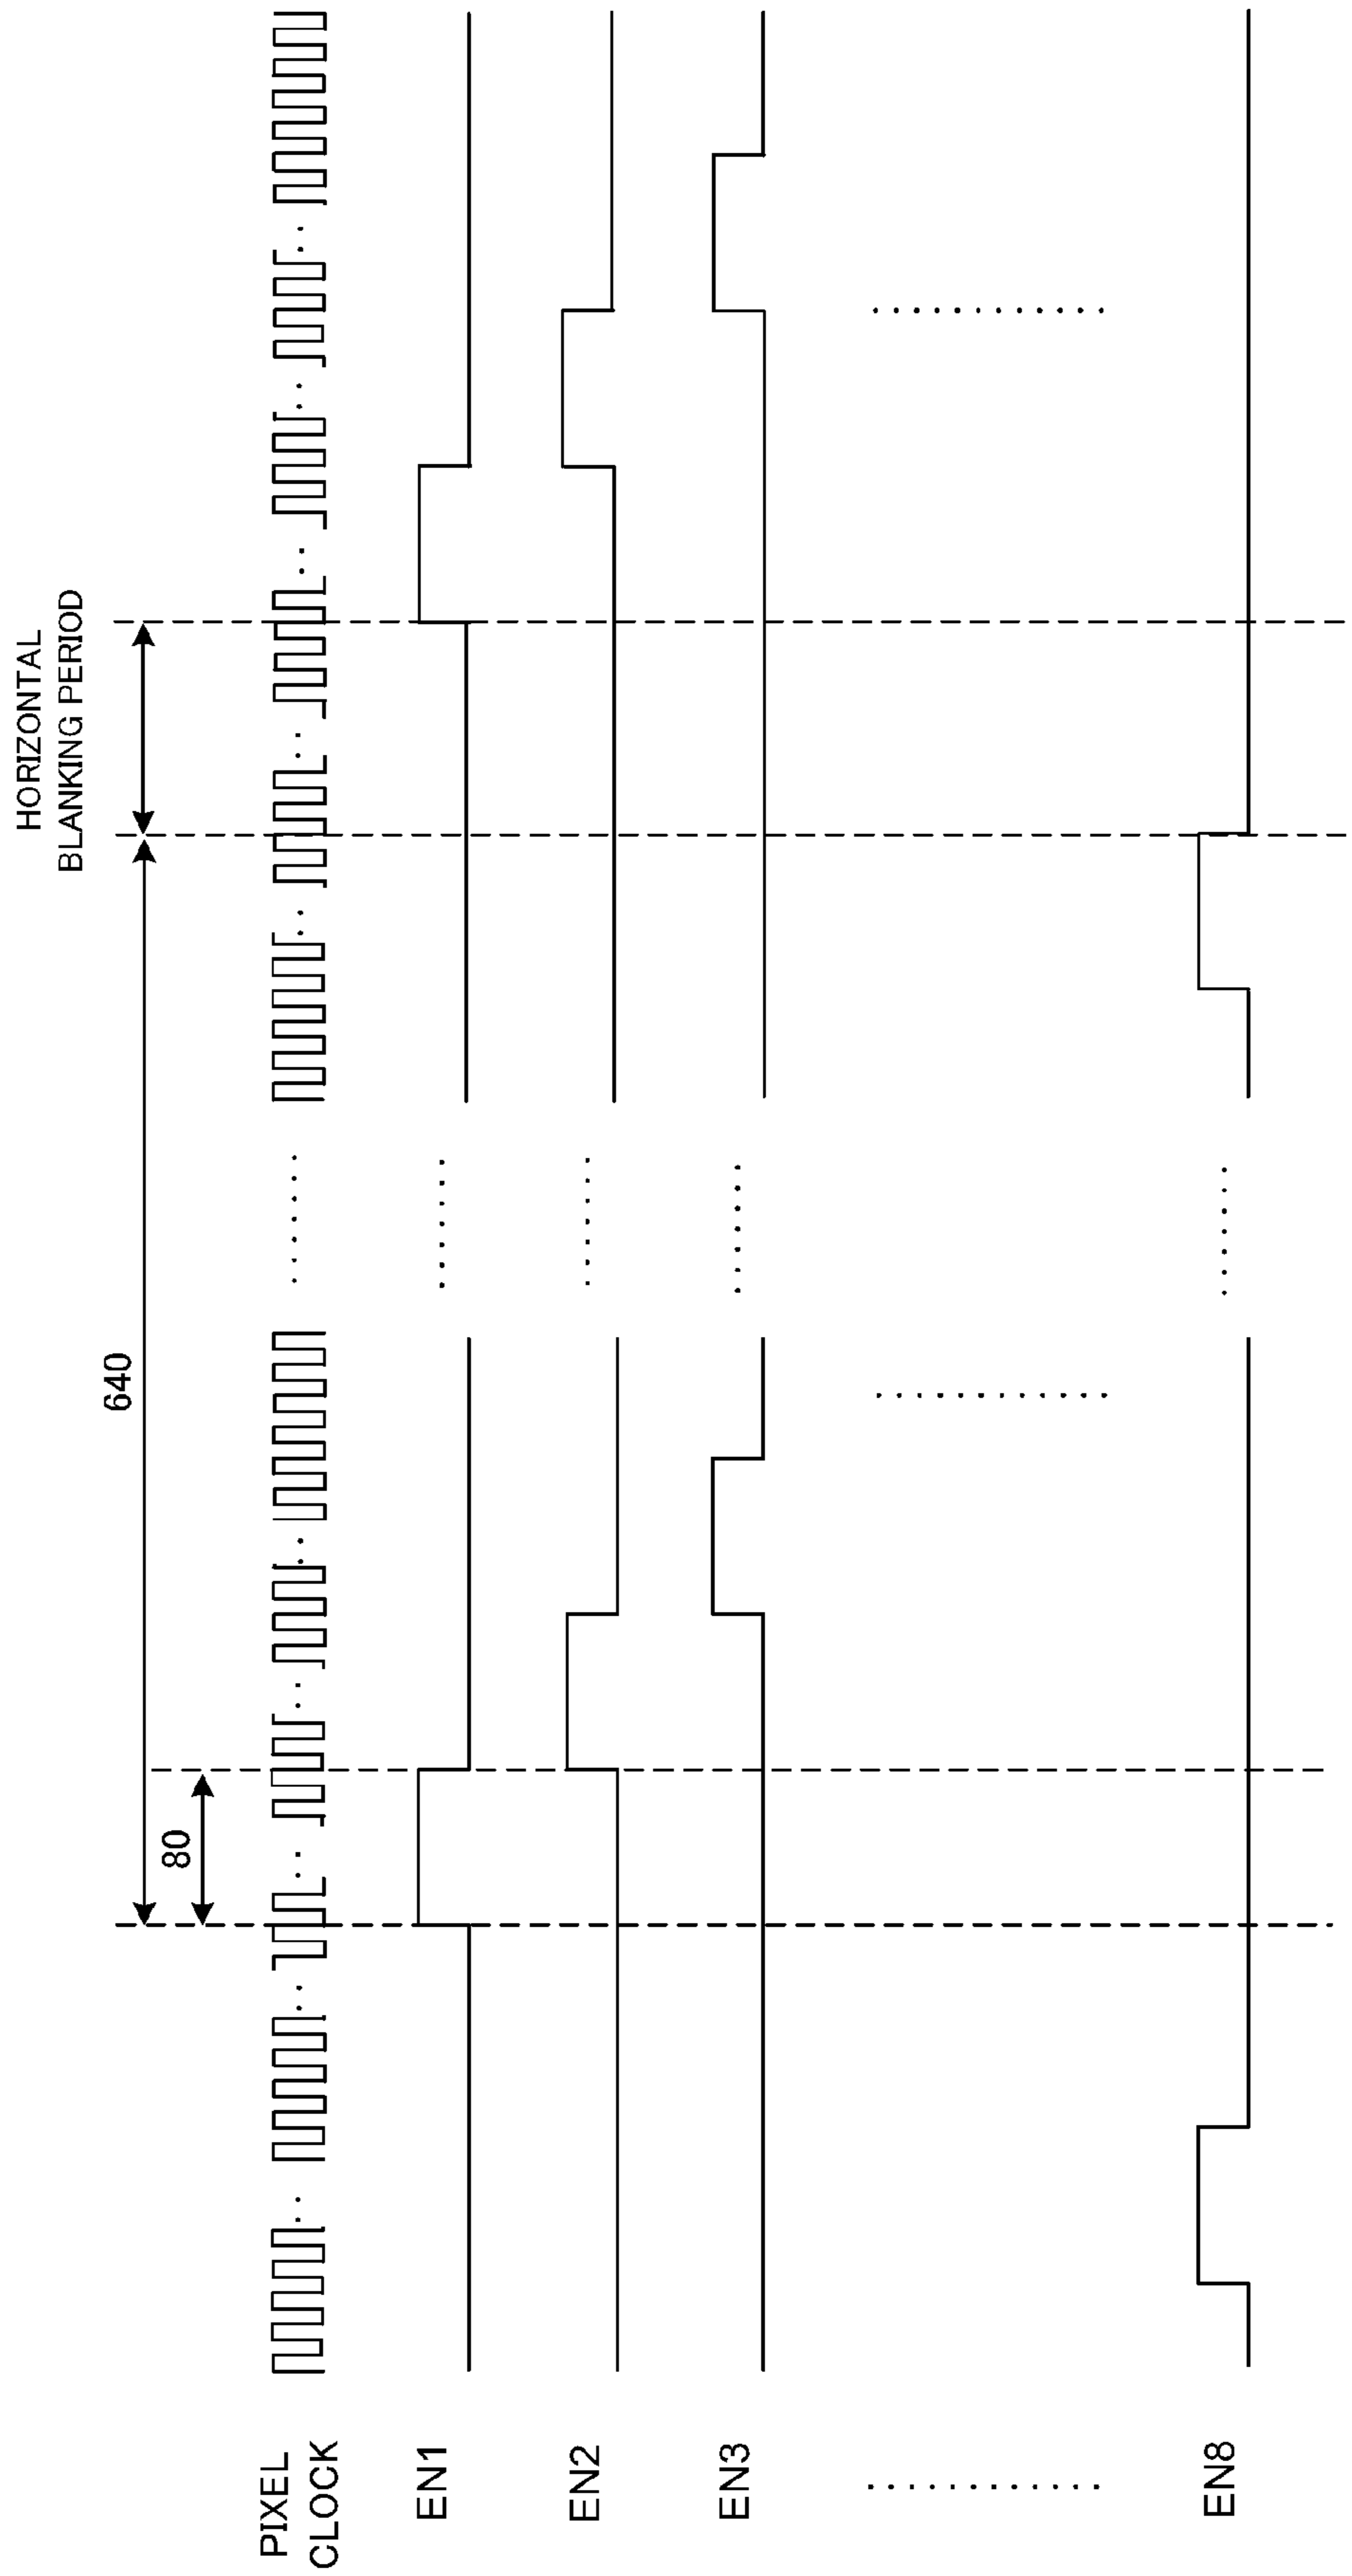 HORIZONTAL
BLANKING PERIOD
640
80
PIXEL
CLOCK
EN1
EN2
EN3
EN8